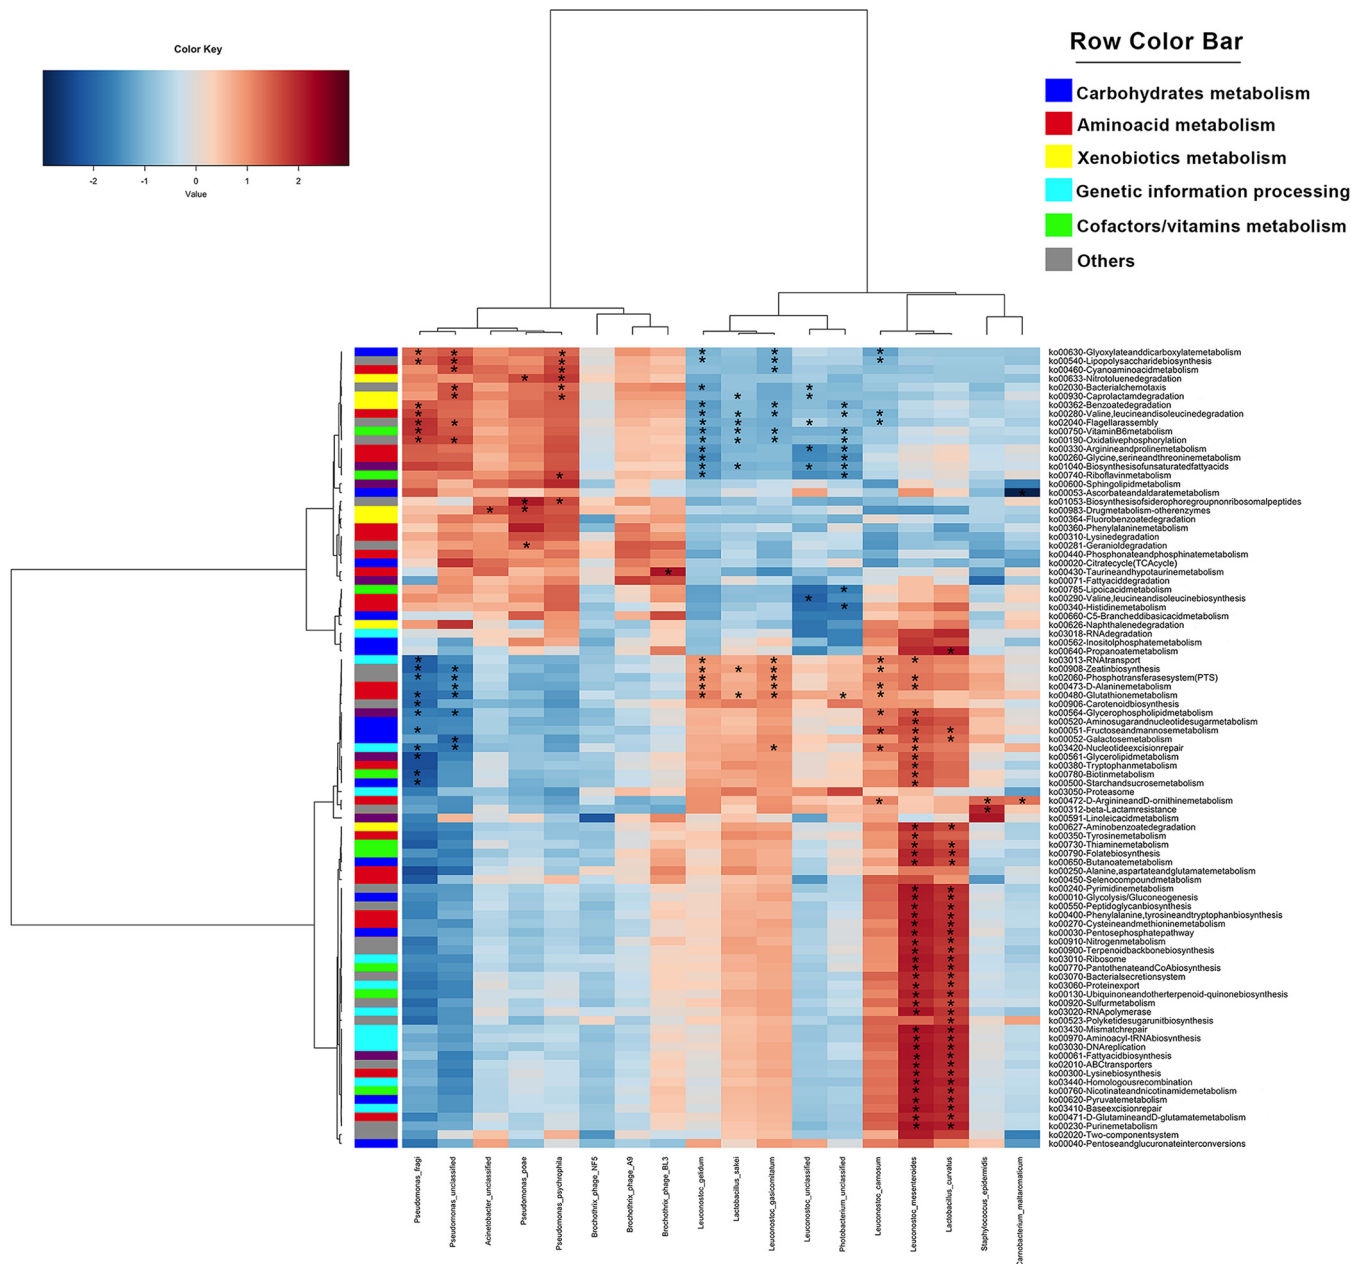 Color Key
-2 -1 0 1 2
Value
Row Color Bar
Carbohydrates metabolism
Aminoacid metabolism
Xenobiotics metabolism
Genetic information processing
Cofactors/vitamins metabolism
Others
ko00630-Glyoxylateanddicarboxylatemetabolism
ko00540-Lipopolysaccharidebiosynthesis
ko00460-Cyanoaminoacidmetabolism
ko00633-Nitrotoluenedegradation
ko02030-Bacterialchemotaxis
ko00930-Caprolactamdegradation
ko00362-Benzoatedegradation
ko00280-Valine,leucineandisoleucinedegradation
ko02040-Flagellarassembly
ko00750-VitaminB6metabolism
ko00190-Oxidativephosphorylation
ko00330-Arginineandprolinemetabolism
ko00260-Glycine,serineandthreoninemetabolism
ko01040-Biosynthesisofunsaturatedfattyacids
ko00740-Riboflavinmetabolism
ko00600-Sphingolipidmetabolism
ko00053-Ascorbateandaldaratemetabolism
ko01053-Biosynthesisofsiderophoregroupnonribosomalpeptides
ko00983-Drugmetabolism-otherenzymes
ko00364-Fluorobenzoatedegradation
ko00360-Phenylalaninemetabolism
ko00310-Lysinedegradation
ko00281-Geranioldegradation
ko00440-Phosphonateandphosphinatemetabolism
ko00020-Citratecycle(TCAcycle)
ko00430-Taurineandhypotaurinemetabolism
ko00071-Fattyaciddegradation
ko00785-Lipoicacidmetabolism
ko00290-Valine,leucineandisoleucinebiosynthesis
ko00340-Histidinemetabolism
ko00660-C5-Brancheddibasicacidmetabolism
ko00626-Naphthalenedegradation
ko03018-RNAdegradation
ko00562-Inositolphosphatemetabolism
ko00640-Propanoatemetabolism
ko03013-RNAtransport
ko00908-Zeatinbiosynthesis
ko02060-Phosphotransferasesystem(PTS)
ko00473-D-Alaninemetabolism
ko00480-Glutathionemetabolism
ko00906-Carotenoidbiosynthesis
ko00564-Glycerophospholipidmetabolism
ko00520-Aminosugarandnucleotidesugarmetabolism
ko00051-Fructoseandmannosemetabolism
ko00052-Galactosemetabolism
ko03420-Nucleotideexcisionrepair
ko00561-Glycerolipidmetabolism
ko00380-Tryptophanmetabolism
ko00780-Biotinmetabolism
ko00500-Starchandsucrosemetabolism
ko03050-Proteasome
ko00472-D-ArginineandD-ornithinemetabolism
ko00312-beta-Lactamresistance
ko00591-Linoleicacidmetabolism
ko00627-Aminobenzoatedegradation
ko00350-Tyrosinemetabolism
ko00730-Thiaminemetabolism
ko00790-Folatebiosynthesis
ko00650-Butanoatemetabolism
ko00250-Alanine,aspartateandglutamatemetabolism
ko00450-Selenocompoundmetabolism
ko00240-Pyrimidinemetabolism
ko00010-Glycolysis/Gluconeogenesis
ko00550-Peptidoglycanbiosynthesis
ko00400-Phenylalanine,tyrosineandtryptophanbiosynthesis
ko00270-Cysteineandmethioninemetabolism
ko00030-Pentosephosphatepathway
ko00910-Nitrogenmetabolism
ko00900-Terpenoidbackbonebiosynthesis
ko03010-Ribosome
ko00770-PantothenateandCoAbiosynthesis
ko03070-Bacterialsecretionsystem
ko03060-Proteinexport
ko00130-Ubiquinoneandotherterpenoid-quinonebiosynthesis
ko00920-Sulfurmetabolism
ko03020-RNApolymerase
ko00523-Polyketidesugarunitbiosynthesis
ko03430-Mismatchrepair
ko00970-Aminoacyl-tRNAbiosynthesis
ko03030-DNAreplication
ko00061-Fattyacidbiosynthesis
ko02010-ABCtransporters
ko00300-Lysinebiosynthesis
ko03440-Homologousrecombination
ko00760-Nicotinateandnicotinamidemetabolism
ko00620-Pyruvatemetabolism
ko03410-Baseexcisionrepair
ko00471-D-GlutamineandD-glutamatemetabolism
ko00230-Purinemetabolism
ko02020-Two-componentsystem
ko00040-Pentoseandglucuronateinterconversions
Pseudomonas_fragi
Pseudomonas_unclassified
Acinetobacter_unclassified
Pseudomonas_poae
Pseudomonas_psychrophila
Brochothrix_phage_NF5
Brochothrix_phage_A9
Brochothrix_phage_BL3
Leuconostoc_gelidum
Lactobacillus_sakei
Leuconostoc_gasicomitatum
Leuconostoc_unclassified
Photobacterium_unclassified
Leuconostoc_carnosum
Leuconostoc_mesenteroides
Lactobacillus_curvatus
Staphylococcus_epidermidis
Carnobacterium_maltaromaticum